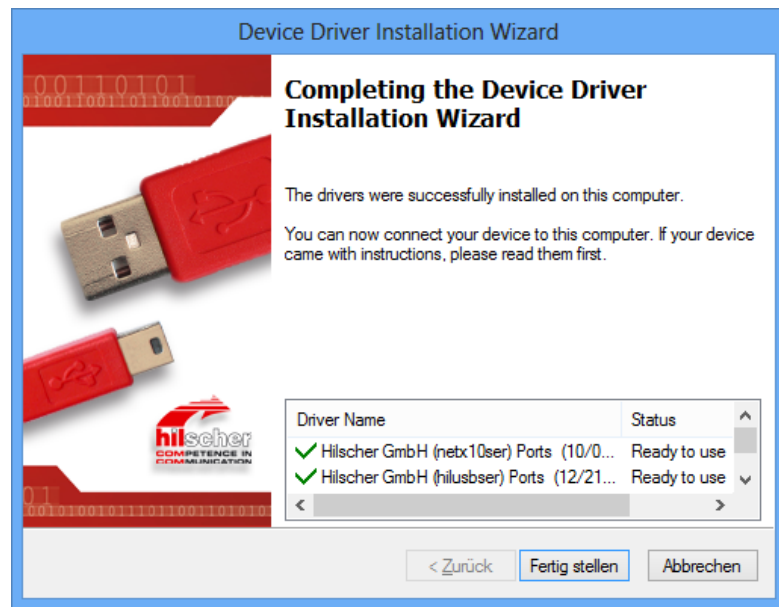 Device Driver Installation Wizard
00110101
Completing the Device Driver
Installation Wizard
The drivers were successfully installed on this computer.
You can now connect your device to this computer. If your device
came with instructions, please read them first.
hilscher
COMPETENCE IN
COMMUNICATION
Driver Name Status
Hilscher GmbH (netx10ser) Ports (10/0... Ready to use
Hilscher GmbH (hilusbser) Ports (12/21... Ready to use
01
< Zurück Fertig stellen Abbrechen